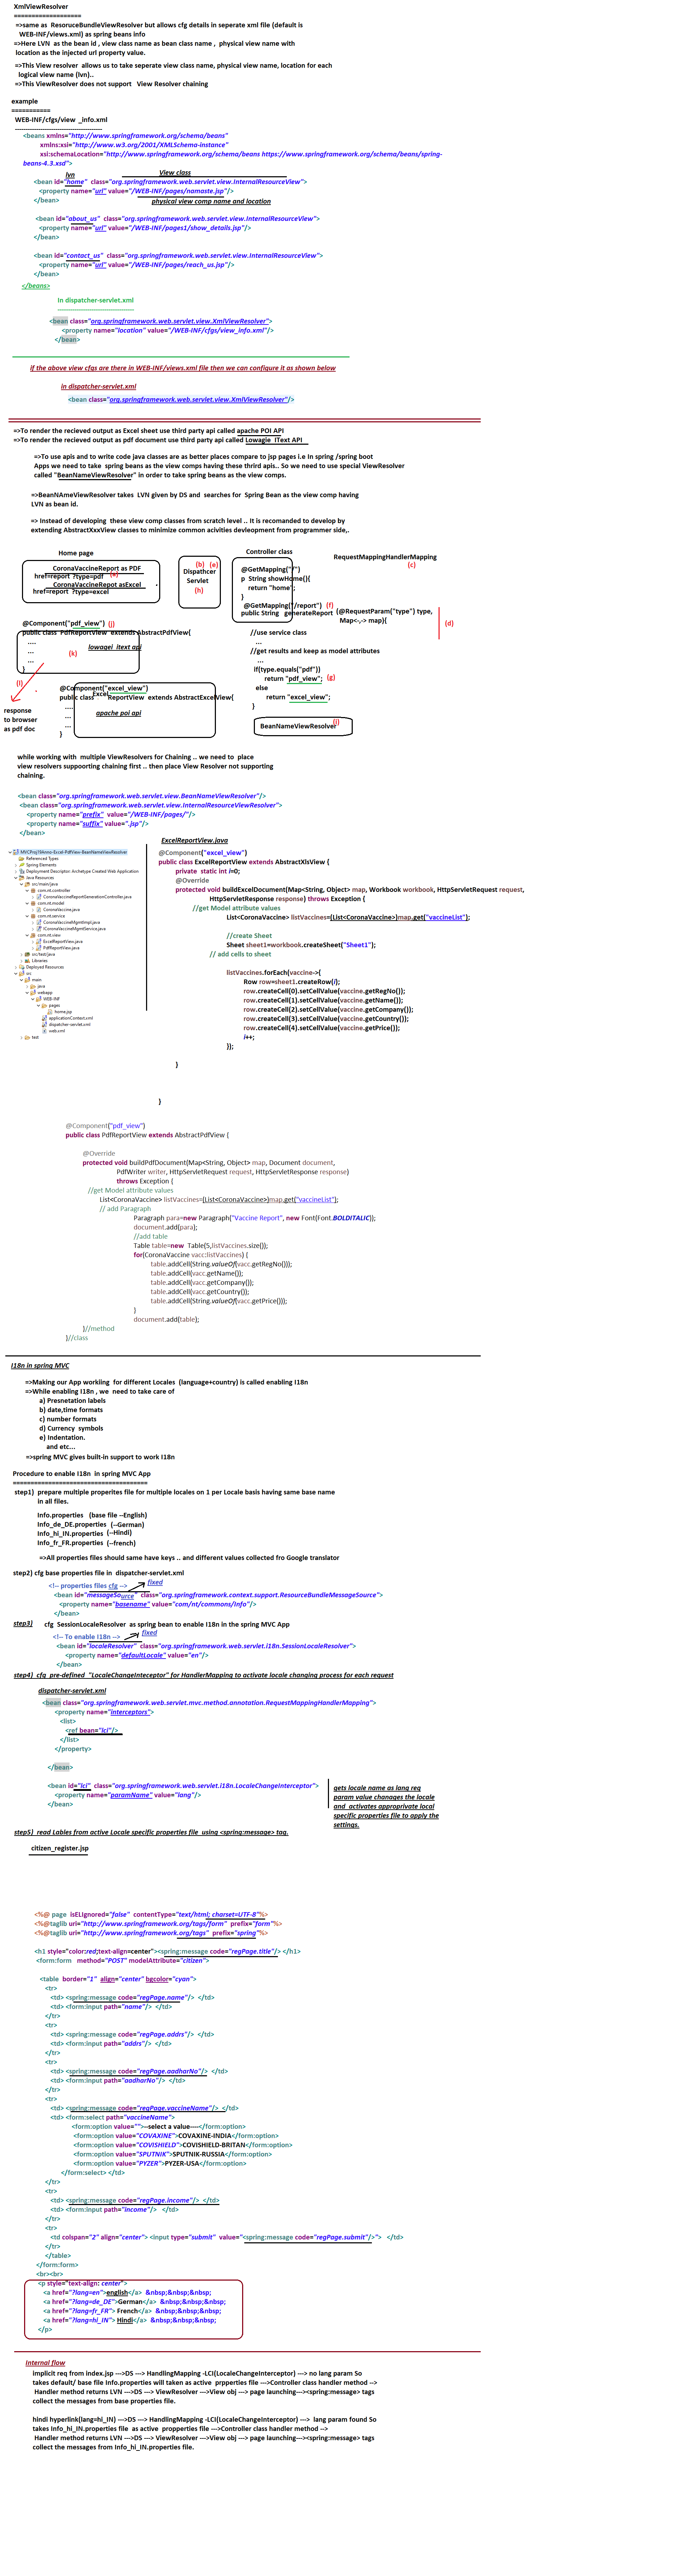 XmlViewResolver
===================
=>same as  ResoruceBundleViewResolver but allows cfg details in seperate xml file (default is
WEB-INF/views.xml) as spring beans info
=>Here LVN  as the bean id , view class name as bean class name ,  physical view name with
location as the injected url property value.
=>This View resolver  allows us to take seperate view class name, physical view name, location for each
logical view name (lvn)..
=>This ViewResolver does not support   View Resolver chaining
example
===========
WEB-INF/cfgs/view _info.xml
<beans xmlns="http://www.springframework.org/schema/beans"
xmlns:xsi="http://www.w3.org/2001/XMLSchema-instance"
xsi:schemaLocation="http://www.springframework.org/schema/beans https://www.springframework.org/schema/beans/spring-
beans-4.3.xsd">
lvn
View class
<bean id="home"  class="org.springframework.web.servlet.view.InternalResourceView">
<property name="url" value="/WEB-INF/pages/namaste.jsp"/>
</bean>
physical view comp name and location
<bean id="about_us"  class="org.springframework.web.servlet.view.InternalResourceView">
<property name="url" value="/WEB-INF/pages1/show_details.jsp"/>
</bean>
<bean id="contact_us"  class="org.springframework.web.servlet.view.InternalResourceView">
<property name="url" value="/WEB-INF/pages/reach_us.jsp"/>
</bean>
</beans>
In dispatcher-servlet.xml
<bean class="org.springframework.web.servlet.view.XmlViewResolver">
<property name="location" value="/WEB-INF/cfgs/view_info.xml"/>
</bean>
if the above view cfgs are there in WEB-INF/views.xml file then we can configure it as shown below
in dispatcher-servlet.xml
<bean class="org.springframework.web.servlet.view.XmlViewResolver"/>
=>To render the recieved output as Excel sheet use third party api called apache POI API
=>To render the recieved output as pdf document use third party api called Lowagie  IText API
=>To use apis and to write code java classes are as better places compare to jsp pages i.e In spring /spring boot
Apps we need to take  spring beans as the view comps having these thrird apis.. So we need to use special ViewResolver
called "BeanNameViewResolver" in order to take spring beans as the view comps.
=>BeanNAmeViewResolver takes  LVN given by DS and  searches for  Spring Bean as the view comp having
LVN as bean id.
=> Instead of developing  these view comp classes from scratch level .. It is recomanded to develop by
extending AbstractXxxView classes to minimize common acivities devleopment from programmer side,.
Home page
Controller class
RequestMappingHandlerMapping
(c)
CoronaVaccineReport as PDF
href=report ?type=pdf
(a)
CoronaVaccineRepot asExcel
href=report ?type=excel
(b)  (e)
Dispathcer
Servlet
(h)
@GetMapping("/")
p  String showHome(){
return "home";
}
@GetMapping("/report")  (f)
public String  generateReport  (@RequestParam("type") type,
Map<-,-> map){
(d)
//use service class
...
//get results and keep as model attributes
...
if(type.equals("pdf"))
return "pdf_view";  (g)
else
return "excel_view";
}
@Component("pdf_view")  (j)
public class  PdfReportView  extends AbstractPdfView{
....
...
...
}
lowagei  itext api
(k)
(l)
response
to browser
as pdf doc
@Component("excel_view")
public class  Excel ReportView  extends AbstractExcelView{
....
...
...
}
apache poi api
(i)
BeanNameViewResolver
while working with  multiple ViewResolvers for Chaining .. we need to  place
view resolvers suppoorting chaining first .. then place View Resolver not supporting
chaining.
<bean class="org.springframework.web.servlet.view.BeanNameViewResolver"/>
<bean class="org.springframework.web.servlet.view.InternalResourceViewResolver">
<property name="prefix"  value="/WEB-INF/pages/"/>
<property name="suffix" value=".jsp"/>
</bean>
MVCProj19Anno-Excel-PdfView-BeanNameViewResolver
Referenced Types
Spring Elements
Deployment Descriptor: Archetype Created Web Application
Java Resources
src/main/java
com.nt.controller
CoronaVaccineReportGenerationController.java
com.nt.model
CoronaVaccine.java
com.nt.service
CoronaVaccineMgmtImpl.java
ICoronaVaccineMgmtService.java
com.nt.view
ExcelReportView.java
PdfReportView.java
src/test/java
Libraries
Deployed Resources
src
main
java
webapp
WEB-INF
pages
home.jsp
applicationContext.xml
dispatcher-servlet.xml
web.xml
test
ExcelReportView.java
@Component("excel_view")
public class ExcelReportView extends AbstractXlsView {
private  static int i=0;
@Override
protected void buildExcelDocument(Map<String, Object> map, Workbook workbook, HttpServletRequest request,
HttpServletResponse response) throws Exception {
//get Model attribute values
List<CoronaVaccine> listVaccines=(List<CoronaVaccine>)map.get("vaccineList");
//create Sheet
Sheet sheet1=workbook.createSheet("Sheet1");
// add cells to sheet
listVaccines.forEach(vaccine->{
Row row=sheet1.createRow(i);
row.createCell(0).setCellValue(vaccine.getRegNo());
row.createCell(1).setCellValue(vaccine.getName());
row.createCell(2).setCellValue(vaccine.getCompany());
row.createCell(3).setCellValue(vaccine.getCountry());
row.createCell(4).setCellValue(vaccine.getPrice());
i++;
});
}
}
@Component("pdf_view")
public class PdfReportView extends AbstractPdfView {
@Override
protected void buildPdfDocument(Map<String, Object> map, Document document,
PdfWriter writer, HttpServletRequest request, HttpServletResponse response)
throws Exception {
//get Model attribute values
List<CoronaVaccine> listVaccines=(List<CoronaVaccine>)map.get("vaccineList");
// add Paragraph
Paragraph para=new Paragraph("Vaccine Report", new Font(Font.BOLDITALIC));
document.add(para);
//add table
Table table=new  Table(5,listVaccines.size());
for(CoronaVaccine vacc:listVaccines) {
table.addCell(String.valueOf(vacc.getRegNo()));
table.addCell(vacc.getName());
table.addCell(vacc.getCompany());
table.addCell(vacc.getCountry());
table.addCell(String.valueOf(vacc.getPrice()));
}
document.add(table);
}//method
}//class
I18n in spring MVC
=>Making our App workiing  for different Locales  (language+country) is called enabling I18n
=>While enabling I18n , we  need to take care of
a) Presnetation labels
b) date,time formats
c) number formats
d) Currency  symbols
e) Indentation.
and etc...
=>spring MVC gives built-in support to work I18n
Procedure to enable I18n  in spring MVC App
======================================
step1)  prepare multiple properites file for multiple locales on 1 per Locale basis having same base name
in all files.
Info.properties   (base file --English)
Info_de_DE.properties  (--German)
Info_hi_IN.properties  (--Hindi)
Info_fr_FR.properties  (--french)
=>All properties files should same have keys .. and different values collected fro Google translator
step2) cfg base properties file in  dispatcher-servlet.xml
<!-- properties files cfg -->  fixed
<bean id="messageSource"  class="org.springframework.context.support.ResourceBundleMessageSource">
<property name="basename" value="com/nt/commons/Info"/>
</bean>
step3)  cfg  SessionLocaleResolver  as spring bean to enable I18n in the spring MVC App
<!-- To enable I18n -->  fixed
<bean id="localeResolver"  class="org.springframework.web.servlet.i18n.SessionLocaleResolver">
<property name="defaultLocale" value="en"/>
</bean>
step4)  cfg  pre-defined  "LocaleChangeInteceptor" for HandlerMapping to activate locale changing process for each request
dispatcher-servlet.xml
<bean class="org.springframework.web.servlet.mvc.method.annotation.RequestMappingHandlerMapping">
<property name="interceptors">
<list>
<ref bean="lci"/>
</list>
</property>
</bean>
<bean id="lci"  class="org.springframework.web.servlet.i18n.LocaleChangeInterceptor">
<property name="paramName" value="lang"/>
</bean>
gets locale name as lang req
param value chanages the locale
and  activates approprivate local
specific properties file to apply the
settings.
step5)  read Lables from active Locale specific properties file  using <spring:message> tag.
citizen_register.jsp
<%@ page  isELIgnored="false"  contentType="text/html; charset=UTF-8"%>
<%@taglib uri="http://www.springframework.org/tags/form"  prefix="form"%>
<%@taglib uri="http://www.springframework.org/tags"  prefix="spring"%>
<h1 style="color:red;text-align=center"><spring:message code="regPage.title"/> </h1>
<form:form   method="POST" modelAttribute="citizen">
<table  border="1"  align="center" bgcolor="cyan">
<tr>
<td> <spring:message code="regPage.name"/>  </td>
<td> <form:input path="name"/>  </td>
</tr>
<tr>
<td> <spring:message code="regPage.addrs"/>  </td>
<td> <form:input path="addrs"/>  </td>
</tr>
<tr>
<td> <spring:message code="regPage.aadharNo"/>  </td>
<td> <form:input path="aadharNo"/>  </td>
</tr>
<tr>
<td> <spring:message code="regPage.vaccineName"/>  </td>
<td> <form:select path="vaccineName">
<form:option value="">--select a value----</form:option>
<form:option value="COVAXINE">COVAXINE-INDIA</form:option>
<form:option value="COVISHIELD">COVISHIELD-BRITAN</form:option>
<form:option value="SPUTNIK">SPUTNIK-RUSSIA</form:option>
<form:option value="PYZER">PYZER-USA</form:option>
</form:select> </td>
</tr>
<tr>
<td> <spring:message code="regPage.income"/>  </td>
<td> <form:input path="income"/>   </td>
</tr>
<tr>
<td colspan="2" align="center"> <input type="submit"  value="<spring:message code="regPage.submit"/>">   </td>
</tr>
</table>
</form:form>
<br><br>
<p style="text-align: center">
<a href="?lang=en">english</a>  &nbsp;&nbsp;&nbsp;
<a href="?lang=de_DE">German</a>  &nbsp;&nbsp;&nbsp;
<a href="?lang=fr_FR"> French</a>  &nbsp;&nbsp;&nbsp;
<a href="?lang=hi_IN"> Hindi</a>  &nbsp;&nbsp;&nbsp;
</p>
Internal flow
implicit req from index.jsp --->DS ---> HandlingMapping -LCI(LocaleChangeInterceptor) ----> no lang param So
takes default/ base file Info.properties will taken as active  prpperties file --->Controller class handler method -->
Handler method returns LVN --->DS ---> ViewResolver --->View obj ---> page launching---><spring:message> tags
collect the messages from base properties file.
hindi hyperlink(lang=hi_IN) --->DS ---> HandlingMapping -LCI(LocaleChangeInterceptor) --->  lang param found So
takes Info_hi_IN.properties file  as active  proppperties file --->Controller class handler method -->
Handler method returns LVN --->DS ---> ViewResolver --->View obj ---> page launching---><spring:message> tags
collect the messages from Info_hi_IN.proeprties file.